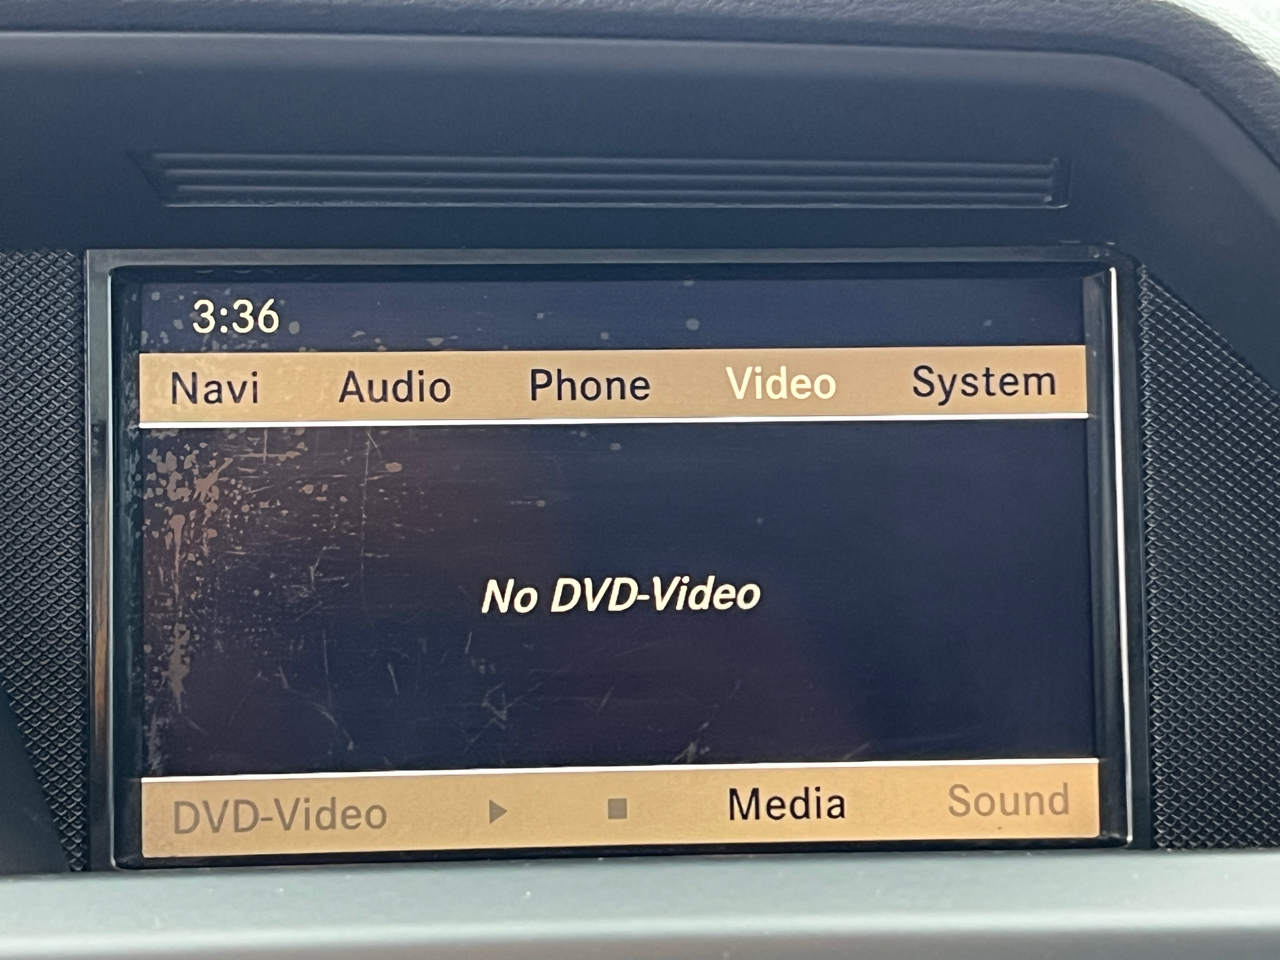 3:36
Navi Audio Phone Video System
No DVD-Video
DVD-Video Media Sound